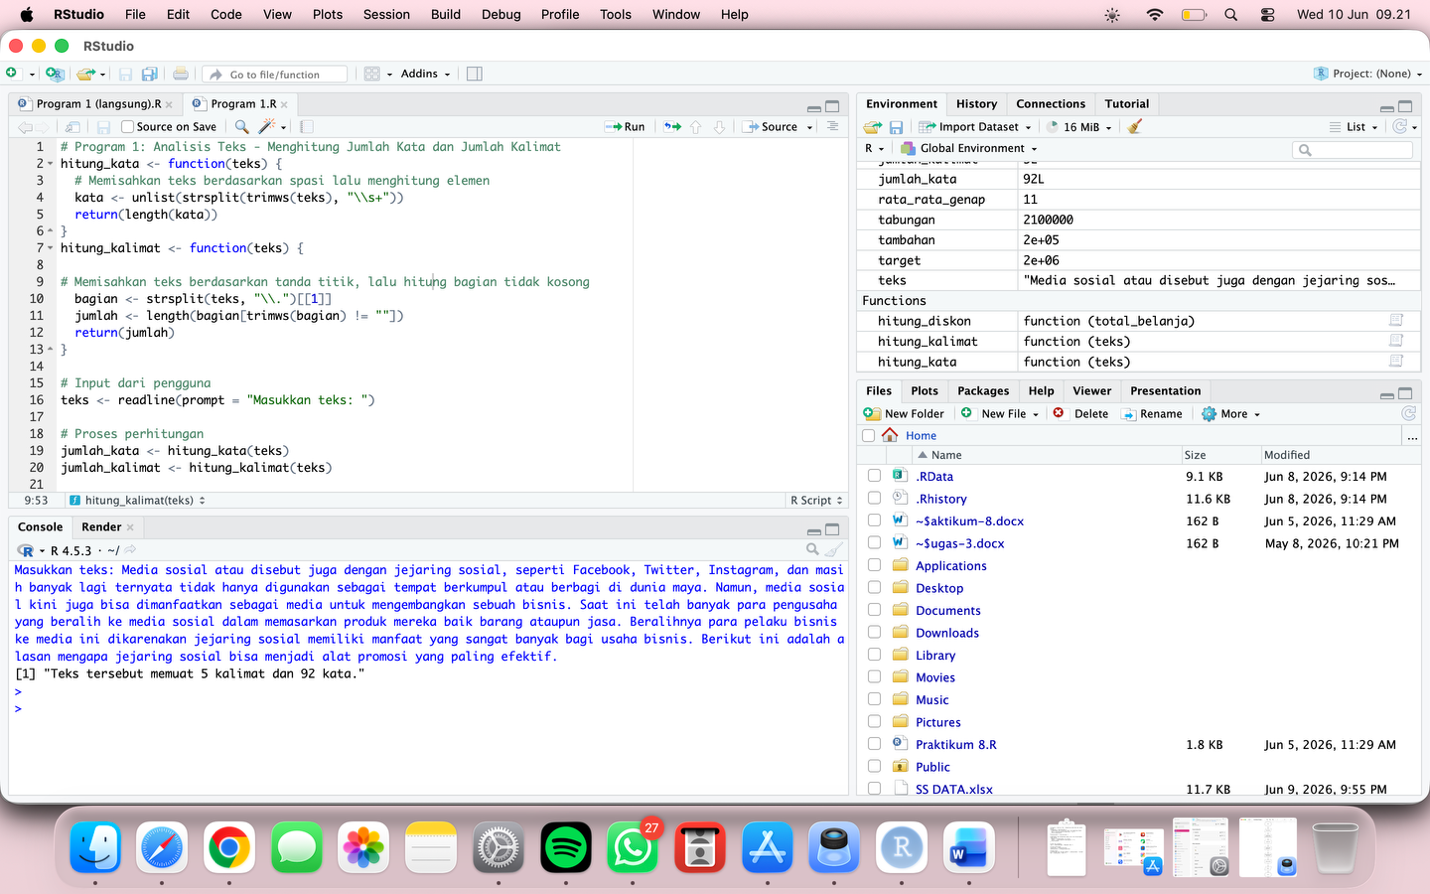 RStudio File Edit Code View Plots Session Build Debug Profile Tools Window Help Wed 10 Jun 09.21
RStudio
Go to file/function Addins Project: (None)
Program 1 (langsung).R Program 1.R
Source on Save Run Source
1 # Program 1: Analisis Teks - Menghitung Jumlah Kata dan Jumlah Kalimat
2 hitung_kata <- function(teks) {
3 # Memisahkan teks berdasarkan spasi lalu menghitung elemen
4 kata <- unlist(strsplit(trimws(teks), "\\s+"))
5 return(length(kata))
6 }
7 hitung_kalimat <- function(teks) {
8
9 # Memisahkan teks berdasarkan tanda titik, lalu hitung bagian tidak kosong
10 bagian <- strsplit(teks, "\\.")[[1]]
11 jumlah <- length(bagian[trimws(bagian) != ""])
12 return(jumlah)
13 }
14
15 # Input dari pengguna
16 teks <- readline(prompt = "Masukkan teks: ")
17
18 # Proses perhitungan
19 jumlah_kata <- hitung_kata(teks)
20 jumlah_kalimat <- hitung_kalimat(teks)
21
9:53 hitung_kalimat(teks) R Script
Console Render
R 4.5.3 · ~/
Masukkan teks: Media sosial atau disebut juga dengan jejaring sosial, seperti Facebook, Twitter, Instagram, dan masi
h banyak lagi ternyata tidak hanya digunakan sebagai tempat berkumpul atau berbagi di dunia maya. Namun, media sosia
l kini juga bisa dimanfaatkan sebagai media untuk mengembangkan sebuah bisnis. Saat ini telah banyak para pengusaha
yang beralih ke media sosial dalam memasarkan produk mereka baik barang ataupun jasa. Beralihnya para pelaku bisnis
ke media ini dikarenakan jejaring sosial memiliki manfaat yang sangat banyak bagi usaha bisnis. Berikut ini adalah a
lasan mengapa jejaring sosial bisa menjadi alat promosi yang paling efektif.
[1] "Teks tersebut memuat 5 kalimat dan 92 kata."
>
>
Environment History Connections Tutorial
Import Dataset 16 MiB List
R Global Environment
jumlah_kata 92L
rata_rata_genap 11
tabungan 2100000
tambahan 2e+05
target 2e+06
teks "Media sosial atau disebut juga dengan jejaring sos…
Functions
hitung_diskon function (total_belanja)
hitung_kalimat function (teks)
hitung_kata function (teks)
Files Plots Packages Help Viewer Presentation
New Folder New File Delete Rename More
Home ...
Name Size Modified
.RData 9.1 KB Jun 8, 2026, 9:14 PM
.Rhistory 11.6 KB Jun 8, 2026, 9:14 PM
~$aktikum-8.docx 162 B Jun 5, 2026, 11:29 AM
~$ugas-3.docx 162 B May 8, 2026, 10:21 PM
Applications
Desktop
Documents
Downloads
Library
Movies
Music
Pictures
Praktikum 8.R 1.8 KB Jun 5, 2026, 11:29 AM
Public
SS DATA.xlsx 11.7 KB Jun 9, 2026, 9:55 PM
27
R
W